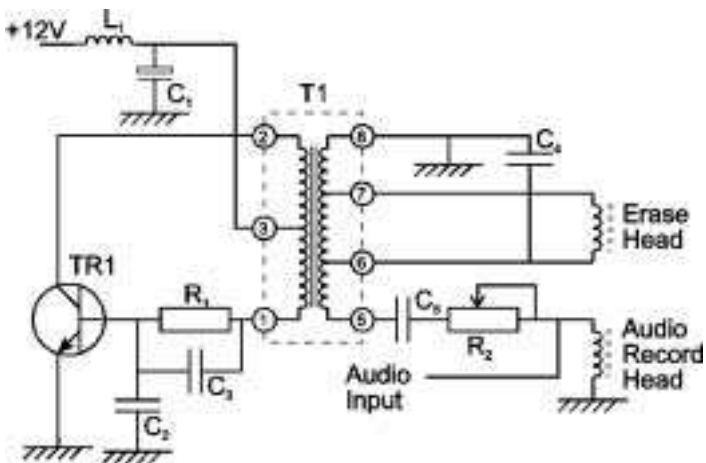 +12V
L₁
C₁
T1
2
8
C₄
3
7
6
Erase
Head
TR1
R₁
1
5
C₅
R₂
C₃
C₂
Audio
Input
Audio
Record
Head